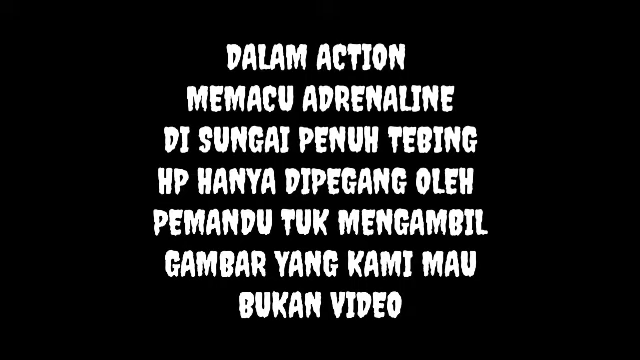 DALAM ACTION
MEMACU ADRENALINE
DI SUNGAI PENUH TEBING
HP HANYA DIPEGANG OLEH
PEMANDU TUK MENGAMBIL
GAMBAR YANG KAMI MAU
BUKAN VIDEO